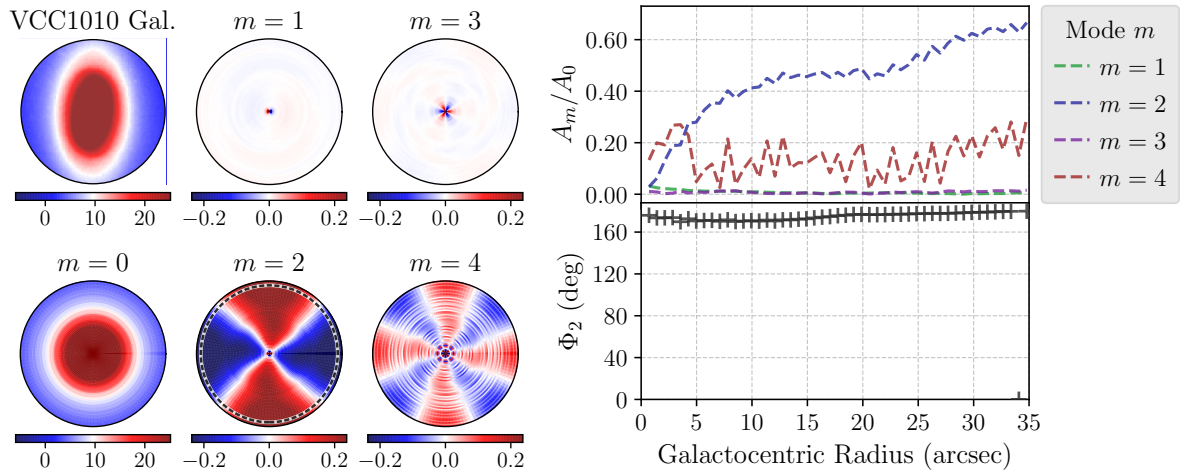 VCC1010 Gal.
m = 1
m = 3
0 10 20
−0.2 0.0 0.2
−0.2 0.0 0.2
m = 0
m = 2
m = 4
0 10 20
−0.2 0.0 0.2
−0.2 0.0 0.2
A_m/A_0
0.60
0.40
0.20
0.00
Φ_2 (deg)
160
120
80
40
0
0 5 10 15 20 25 30 35
Galactocentric Radius (arcsec)
Mode m
m = 1
m = 2
m = 3
m = 4